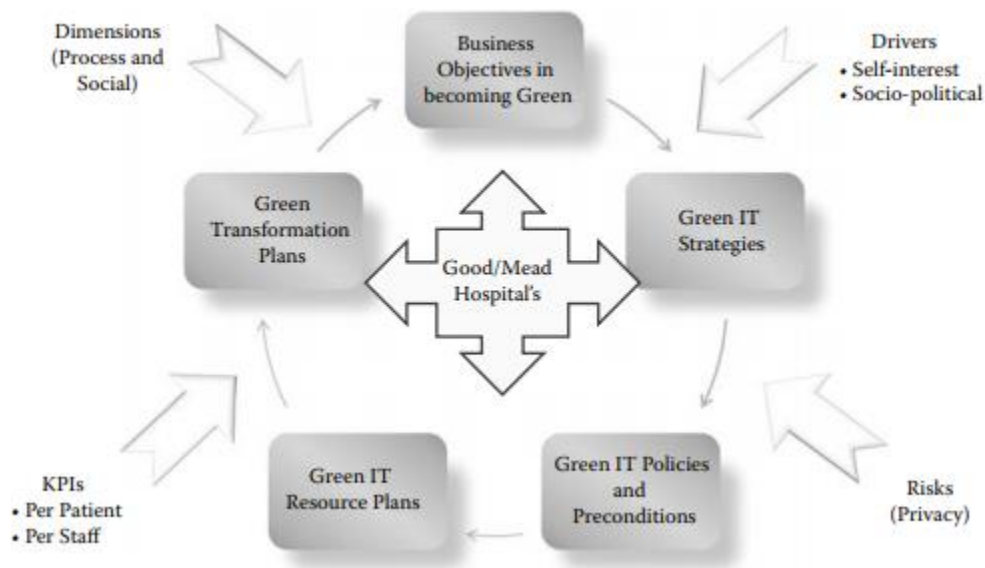 Dimensions
(Process and
Social)
Business
Objectives in
becoming Green
Drivers
• Self-interest
• Socio-political
Green
Transformation
Plans
Green IT
Strategies
Good/Mead
Hospital's
Green IT
Resource Plans
Green IT Policies
and
Preconditions
KPIs
• Per Patient
• Per Staff
Risks
(Privacy)